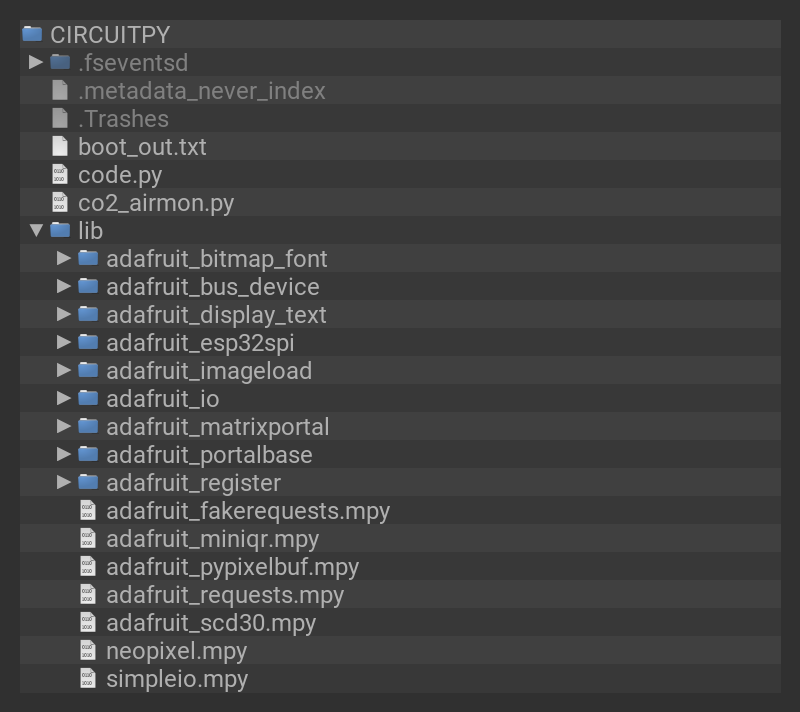 CIRCUITPY
.fseventsd
.metadata_never_index
.Trashes
boot_out.txt
code.py
co2_airmon.py
lib
adafruit_bitmap_font
adafruit_bus_device
adafruit_display_text
adafruit_esp32spi
adafruit_imageload
adafruit_io
adafruit_matrixportal
adafruit_portalbase
adafruit_register
adafruit_fakerequests.mpy
adafruit_miniqr.mpy
adafruit_pypixelbuf.mpy
adafruit_requests.mpy
adafruit_scd30.mpy
neopixel.mpy
simpleio.mpy